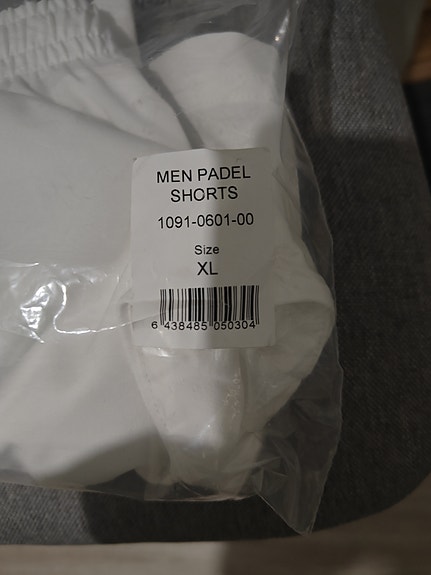 MEN PADEL
SHORTS
1091-0601-00
Size
XL
6 438485 050304